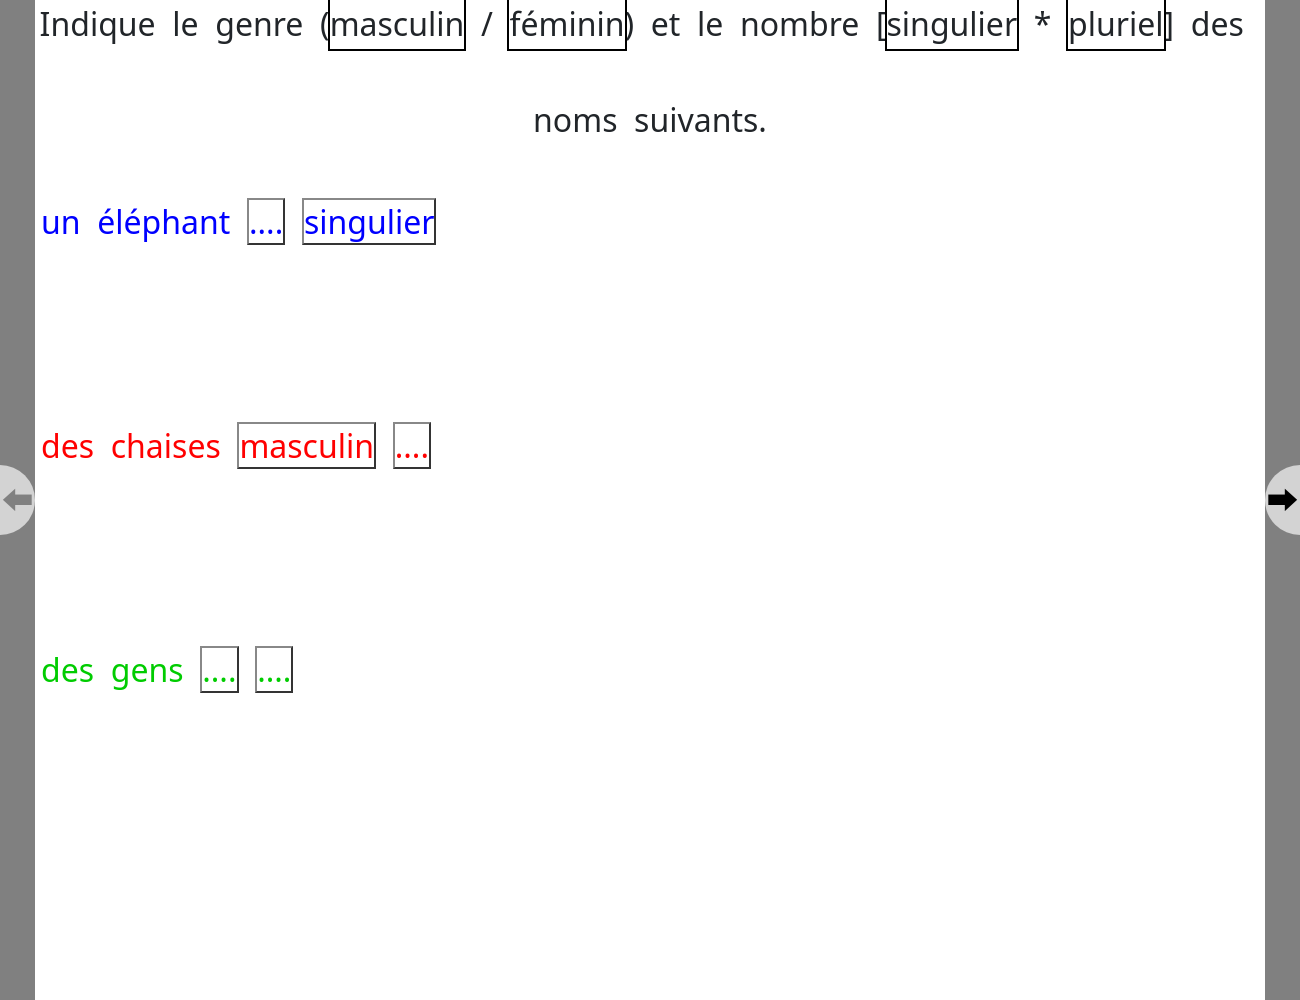 Indique le genre (masculin / féminin) et le nombre [singulier * pluriel] des
noms suivants.
un éléphant .... singulier
des chaises masculin ....
des gens .... ....